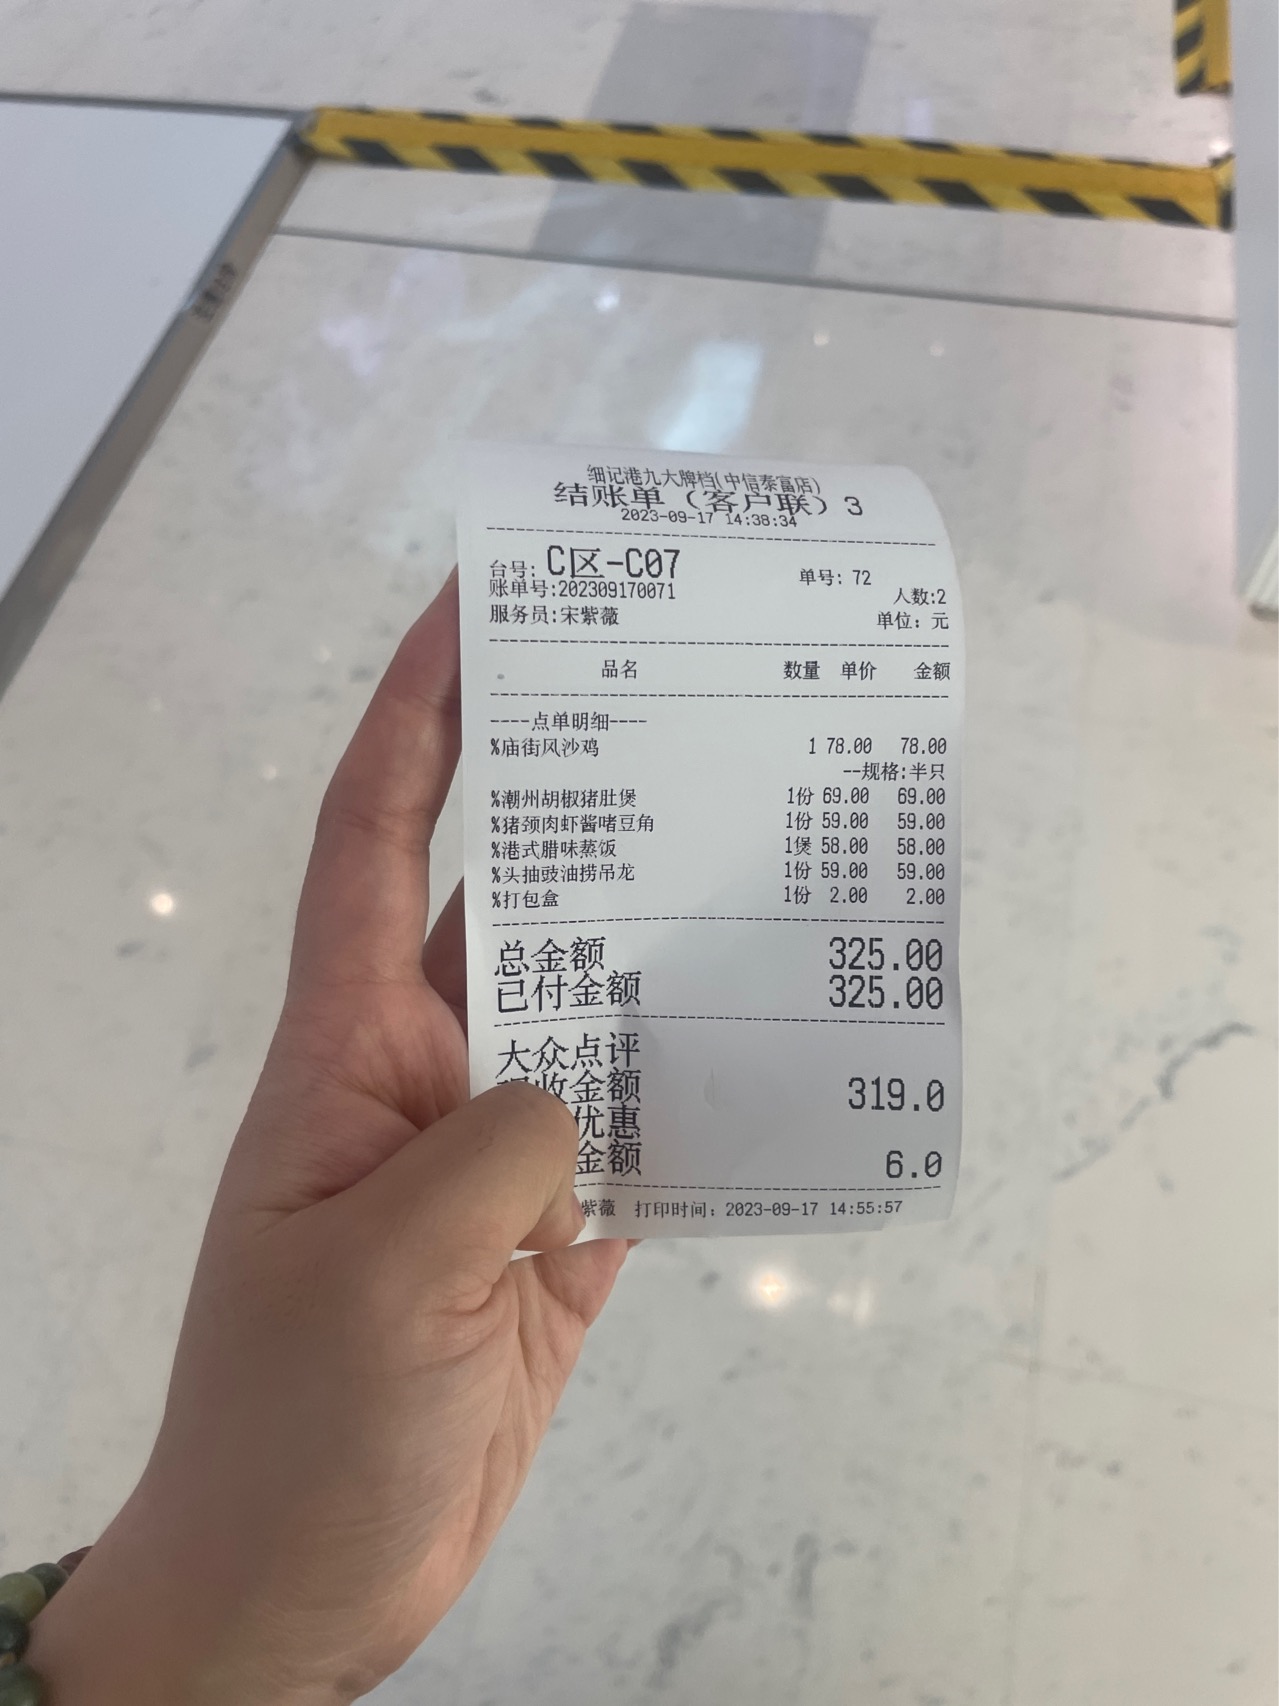 细记港九大牌档(中信泰富店)
结账单（客户联）3
2023-09-17 14:38:34
台号: C区-C07 单号: 72
账单号:202309170071 人数:2
服务员:宋紫薇 单位: 元
品名 数量 单价 金额
----点单明细----
%庙街风沙鸡 1 78.00 78.00
--规格:半只
%潮州胡椒猪肚煲 1份 69.00 69.00
%猪颈肉虾酱啫豆角 1份 59.00 59.00
%港式腊味蒸饭 1煲 58.00 58.00
%头抽豉油捞吊龙 1份 59.00 59.00
%打包盒 1份 2.00 2.00
总金额 325.00
已付金额 325.00
大众点评
收金额 319.0
优惠
金额 6.0
紫薇 打印时间: 2023-09-17 14:55:57